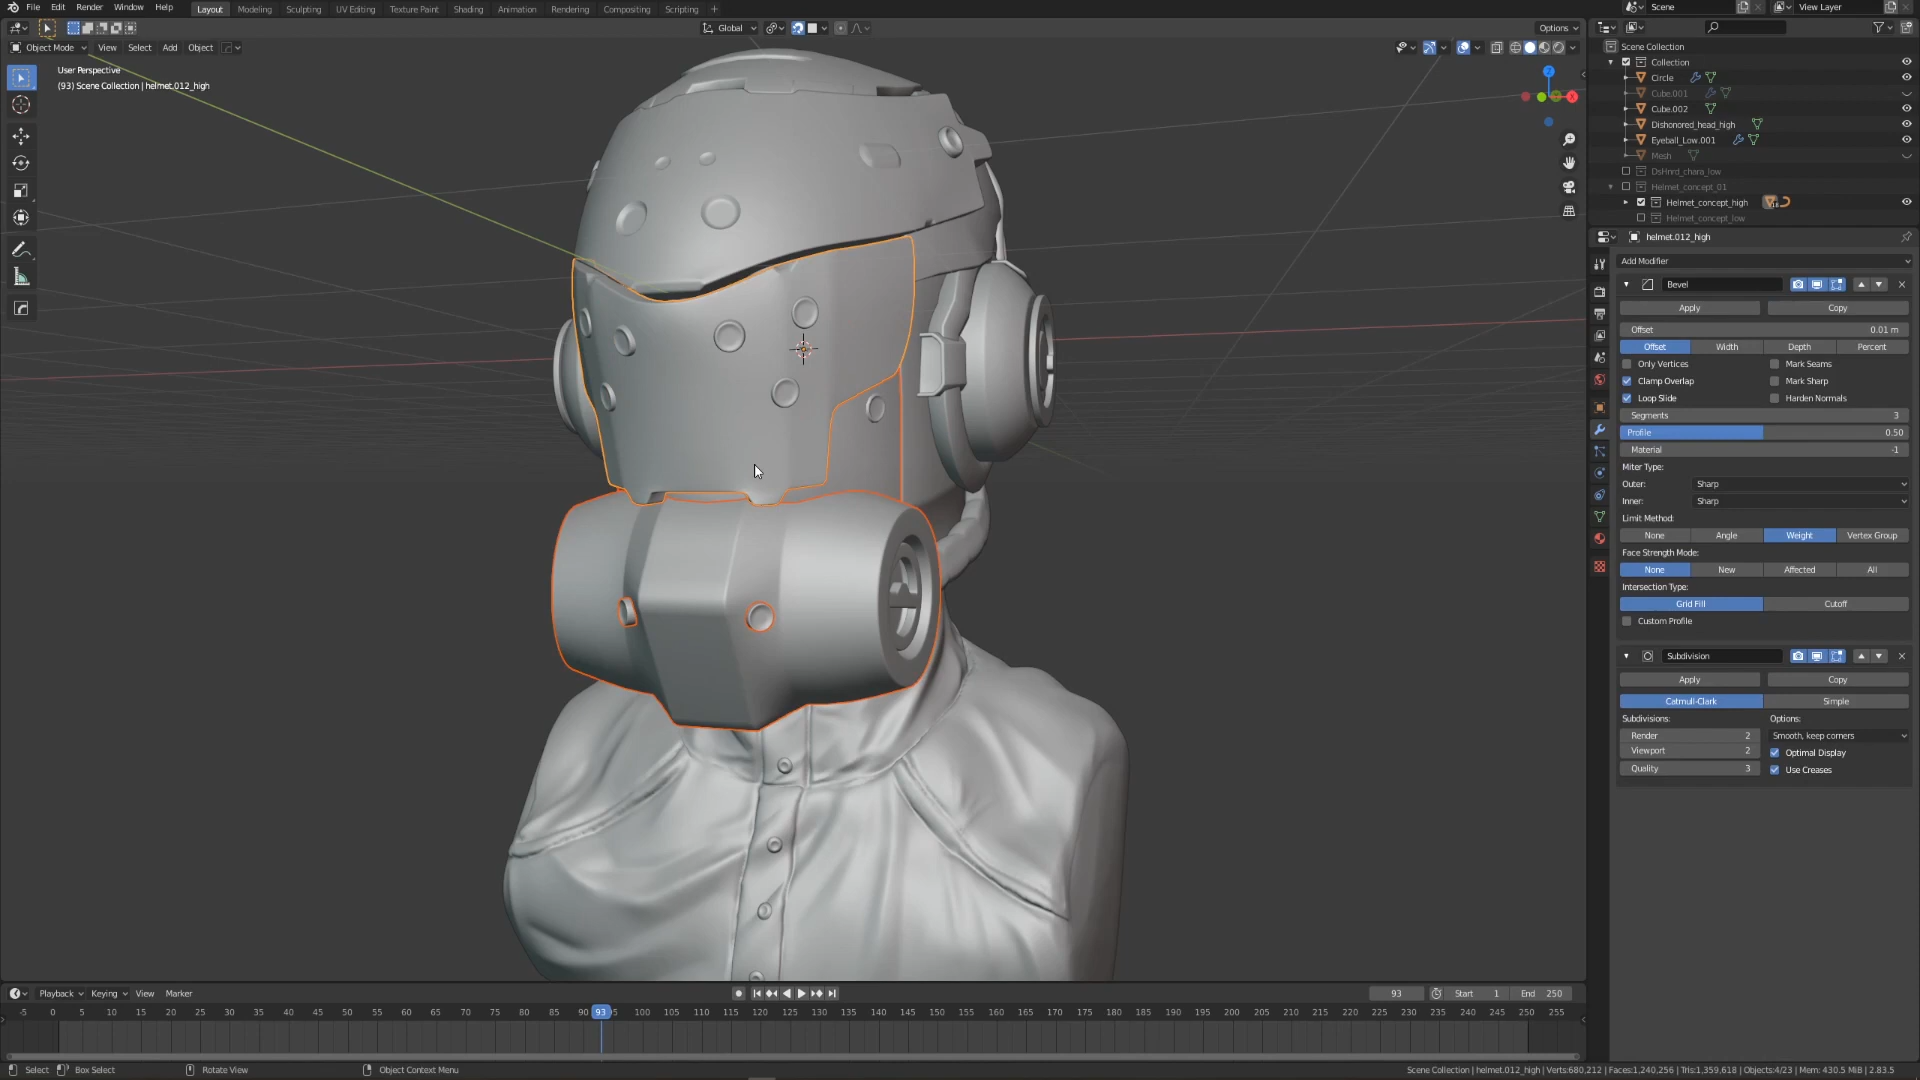 File Edit Render Window Help Layout Modeling Sculpting UV Editing Texture Paint Shading Animation Rendering Compositing Scripting + Scene View Layer
Global Options
Object Mode View Select Add Object
User Perspective
(93) Scene Collection | helmet.012_high
Scene Collection
Collection
Circle
Cube.001
Cube.002
Dishonored_head_high
Eyeball_Low.001
Mesh
DsHnrd_chara_low
Helmet_concept_01
Helmet_concept_high
Helmet_concept_low
helmet.012_high
Add Modifier
Bevel
Apply Copy
Offset 0.01 m
Offset Width Depth Percent
Only Vertices Mark Seams
Clamp Overlap Mark Sharp
Loop Slide Harden Normals
Segments 3
Profile 0.50
Material -1
Miter Type:
Outer: Sharp
Inner: Sharp
Limit Method:
None Angle Weight Vertex Group
Face Strength Mode:
None New Affected All
Intersection Type:
Grid Fill Cutoff
Custom Profile
Subdivision
Apply Copy
Catmull-Clark Simple
Subdivisions: Options:
Render 2 Smooth, keep corners
Viewport 2 Optimal Display
Quality 3 Use Creases
Playback Keying View Marker 93 Start 1 End 250
-5 0 5 10 15 20 25 30 35 40 45 50 55 60 65 70 75 80 85 90 93 100 105 110 115 120 125 130 135 140 145 150 155 160 165 170 175 180 185 190 195 200 205 210 215 220 225 230 235 240 245 250 255
Select Box Select Rotate View Object Context Menu Scene Collection | helmet.012_high | Verts:680,212 | Faces:1,240,256 | Tris:1,359,618 | Objects:4/23 | Mem: 430.5 MiB | 2.83.5